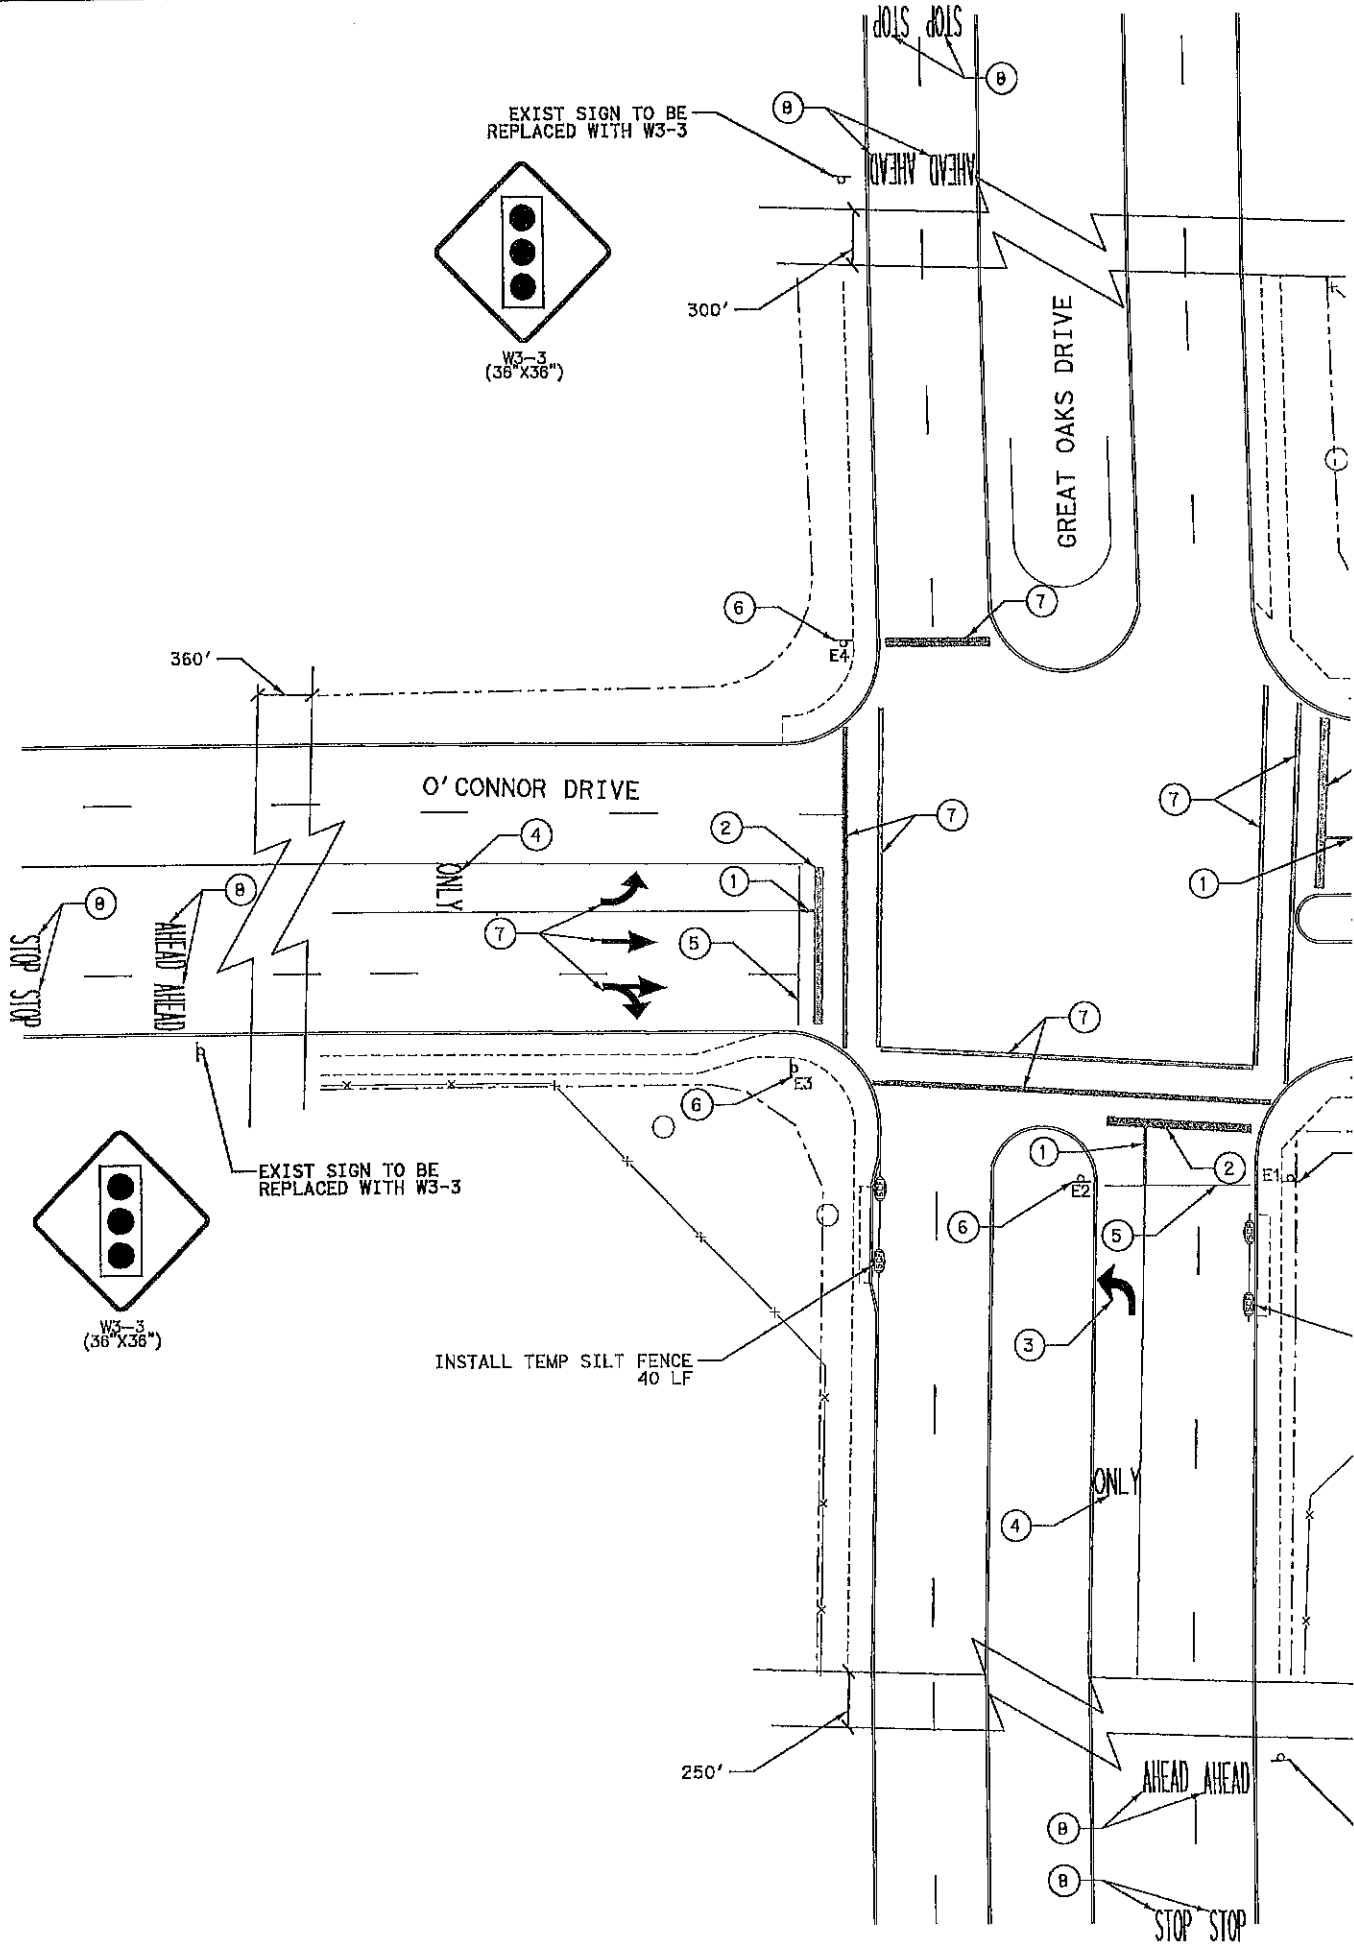 STOP STOP
8
EXIST SIGN TO BE
REPLACED WITH W3-3
8
AHEAD AHEAD
W3-3
(36"X36")
300'
GREAT OAKS DRIVE
6
7
E4
360'
O'CONNOR DRIVE
4
2
7
7
ONLY
1
1
8
8
7
5
STOP STOP
AHEAD AHEAD
7
6
E3
1
2
E1
EXIST SIGN TO BE
REPLACED WITH W3-3
6
E2
5
W3-3
(36"X36")
3
INSTALL TEMP SILT FENCE
40 LF
ONLY
4
250'
AHEAD AHEAD
8
8
STOP STOP